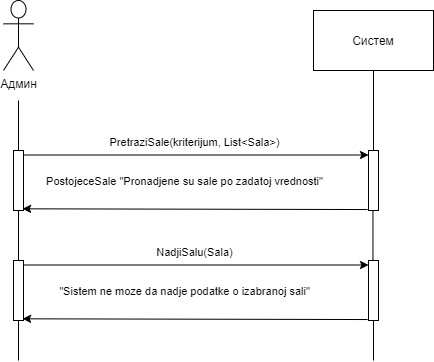 Систем
Админ
PretraziSale(kriterijum, List<Sala>)
PostojeceSale "Pronadjene su sale po zadatoj vrednosti"
NadjiSalu(Sala)
"Sistem ne moze da nadje podatke o izabranoj sali"